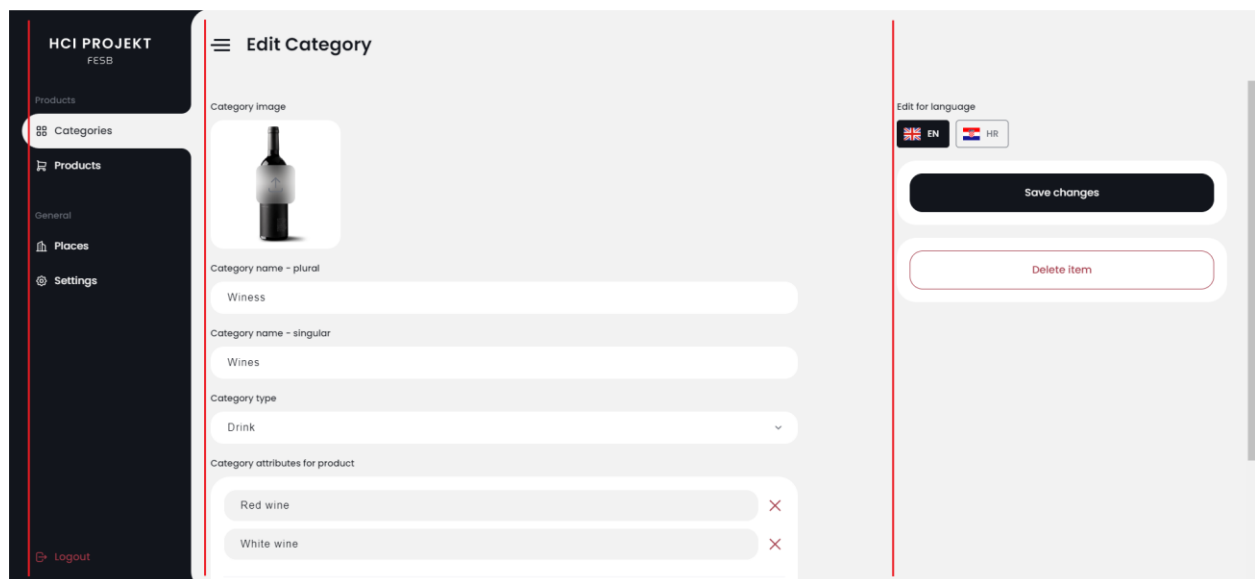 HCI PROJEKT
FESB
Products
Categories
Products
General
Places
Settings
Logout
Edit Category
Category image
Category name - plural
Winess
Category name - singular
Wines
Category type
Drink
Category attributes for product
Red wine
White wine
Edit for language
EN
HR
Save changes
Delete item